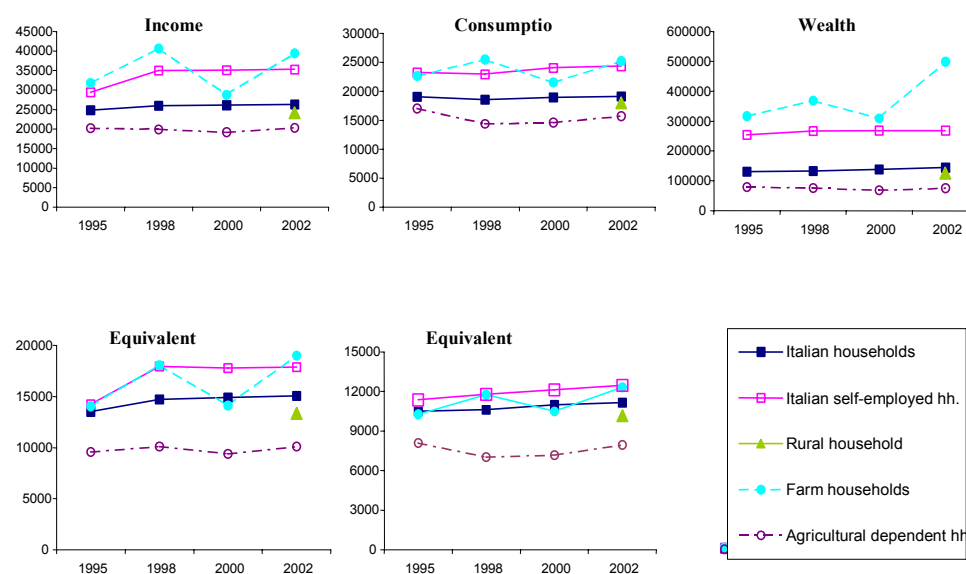 Income
45000
40000
35000
30000
25000
20000
15000
10000
5000
0
1995 1998 2000 2002
Consumptio
30000
25000
20000
15000
10000
5000
0
1995 1998 2000 2002
Wealth
600000
500000
400000
300000
200000
100000
0
1995 1998 2000 2002
Equivalent
20000
15000
10000
5000
0
1995 1998 2000 2002
Equivalent
15000
12000
9000
6000
3000
0
1995 1998 2000 2002
Italian households
Italian self-employed hh.
Rural household
Farm households
Agricultural dependent hh